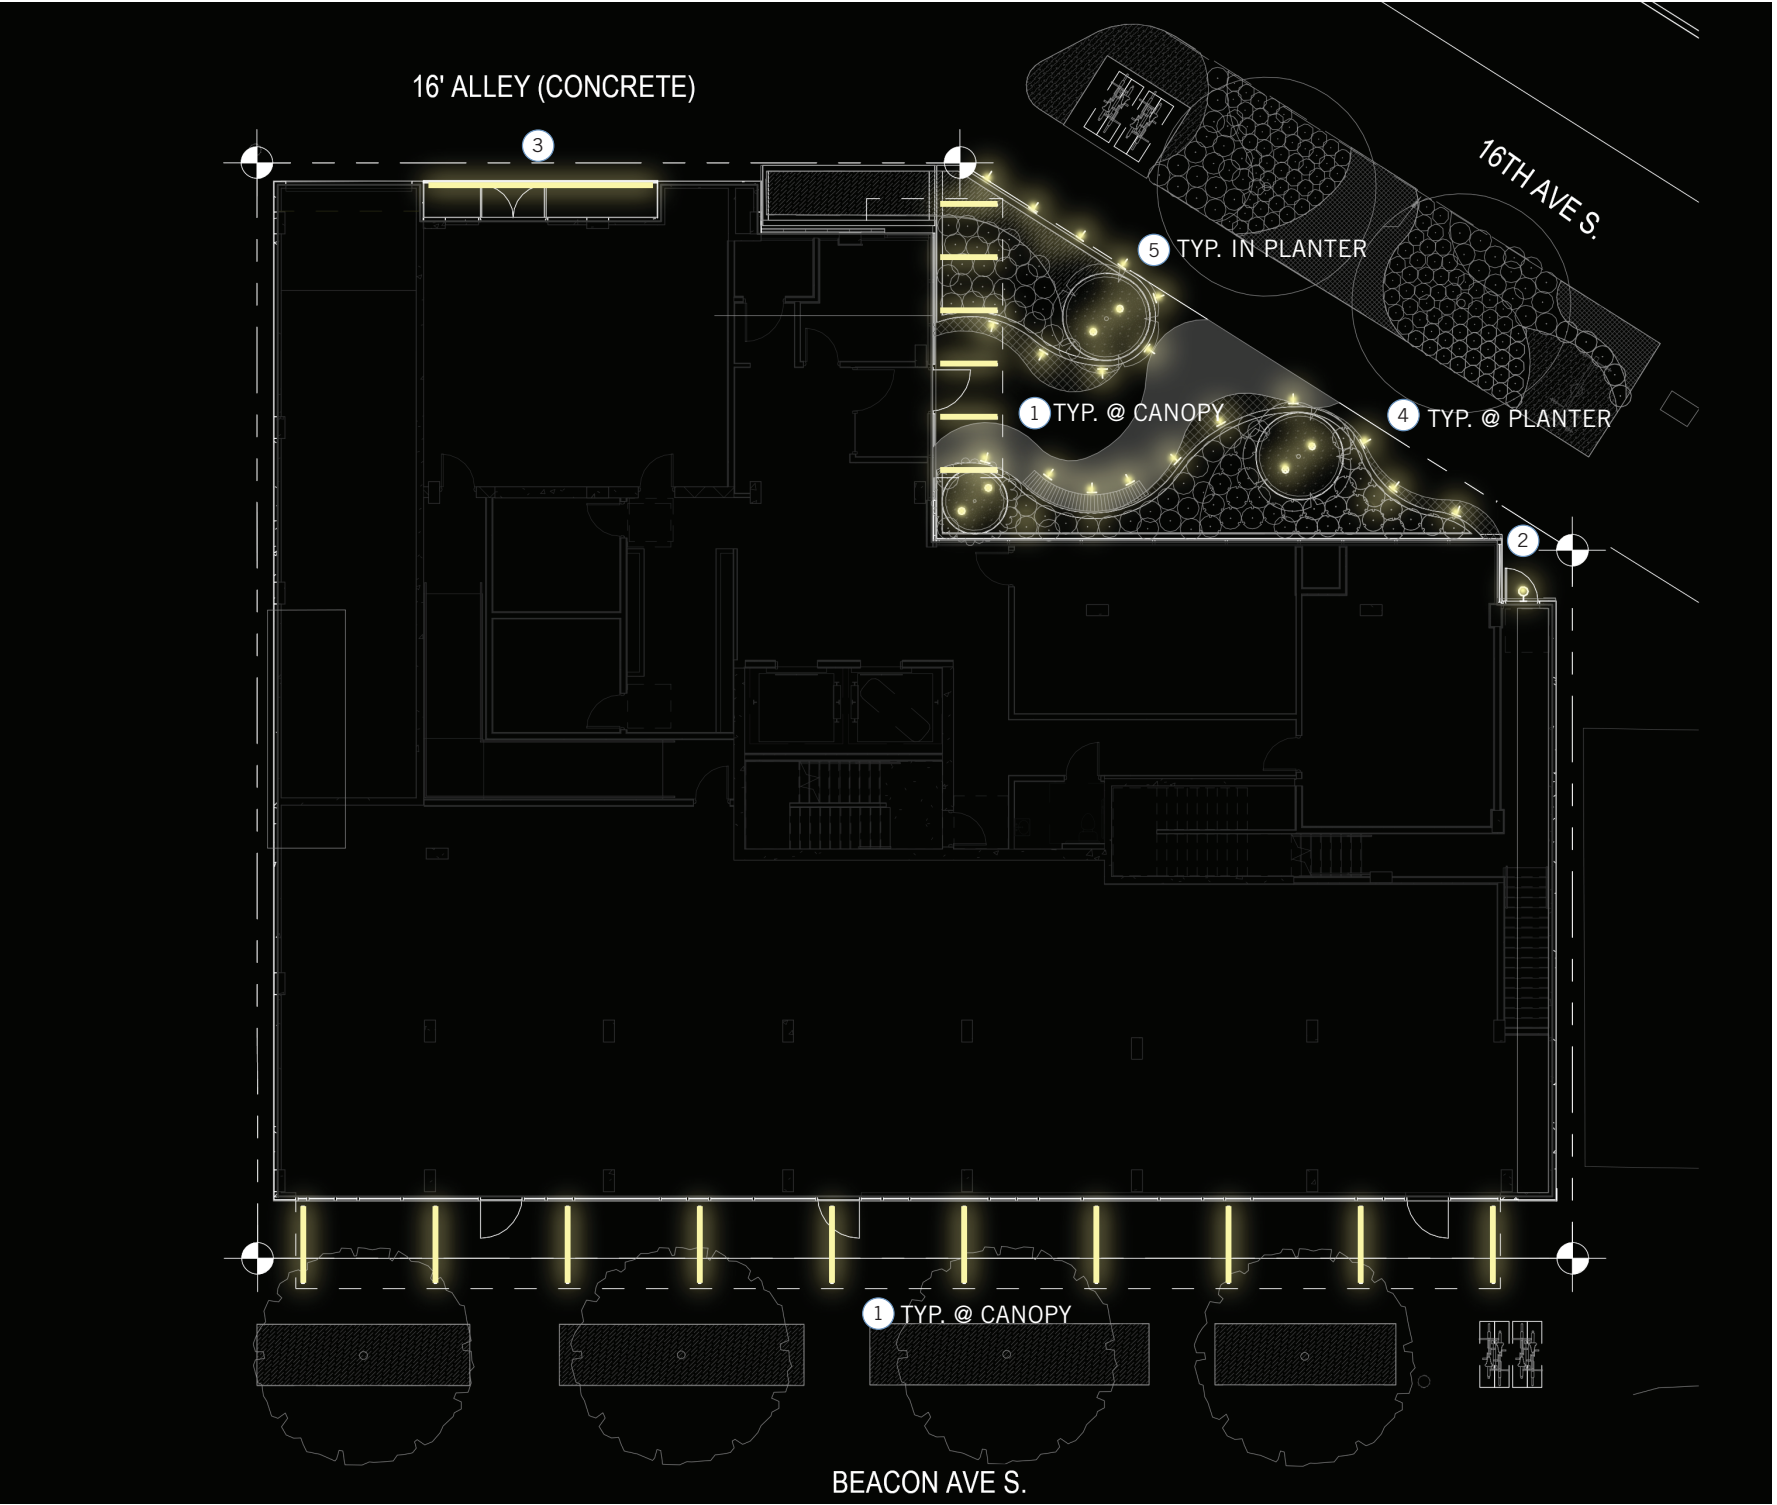 16' ALLEY (CONCRETE)
3
16TH AVE S.
5 TYP. IN PLANTER
1 TYP. @ CANOPY
4 TYP. @ PLANTER
2
1 TYP. @ CANOPY
BEACON AVE S.